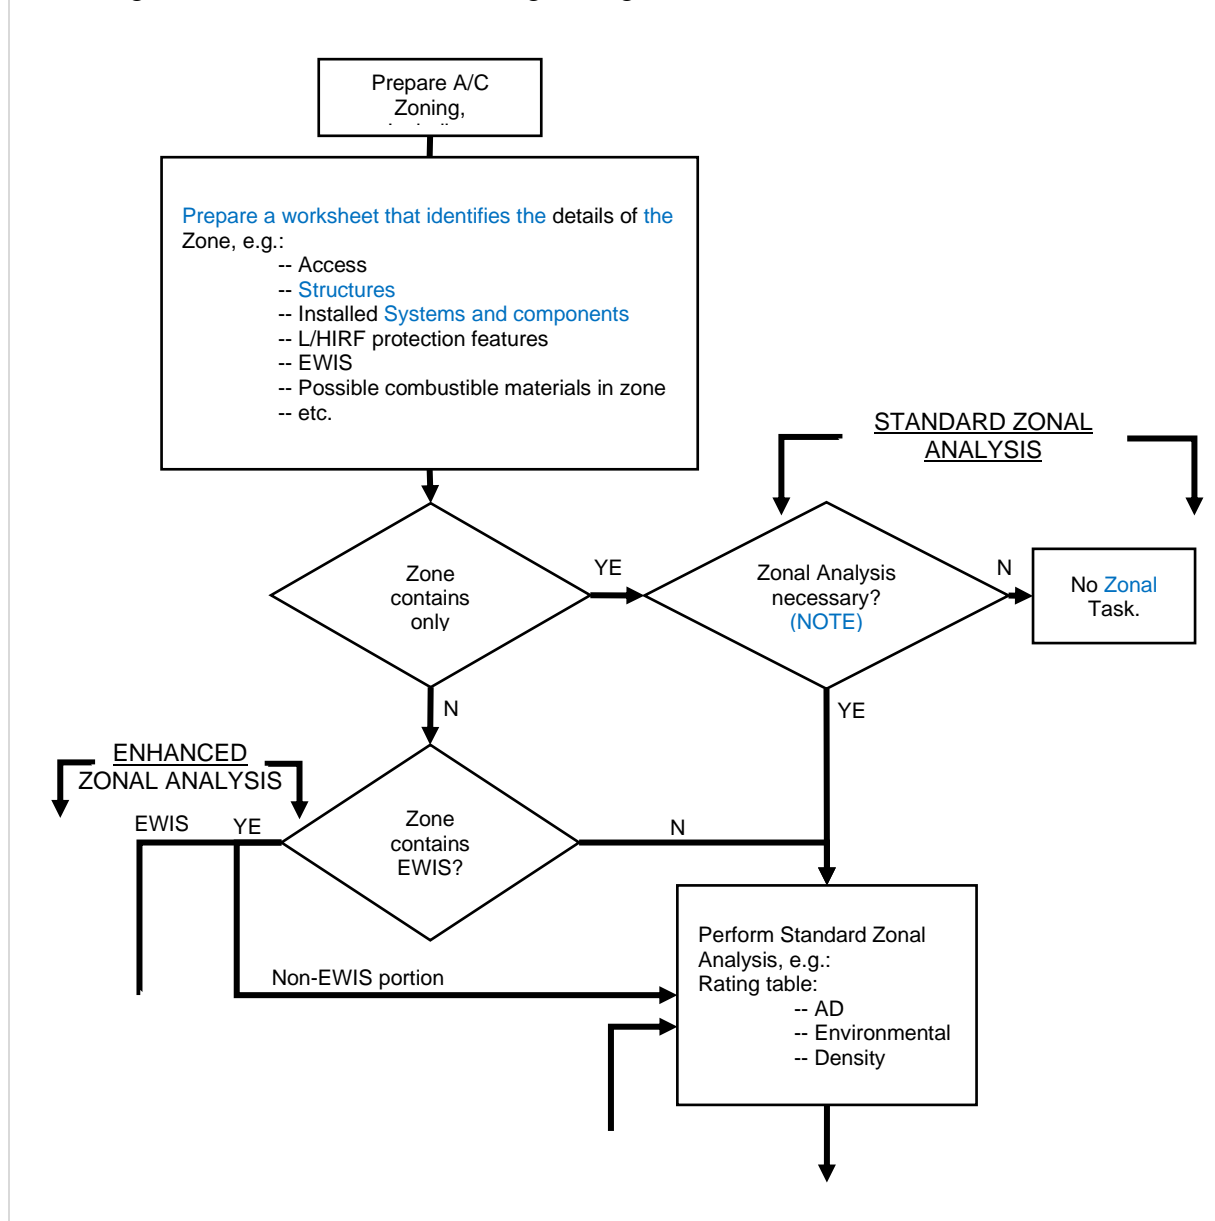 Prepare A/C
Zoning,
Prepare a worksheet that identifies the details of the
Zone, e.g.:
-- Access
-- Structures
-- Installed Systems and components
-- L/HIRF protection features
-- EWIS
-- Possible combustible materials in zone
-- etc.
STANDARD ZONAL
ANALYSIS
Zone
contains
only
YE
Zonal Analysis
necessary?
(NOTE)
N
No Zonal
Task.
N
YE
ENHANCED
ZONAL ANALYSIS
EWIS
YE
Zone
contains
EWIS?
N
Non-EWIS portion
Perform Standard Zonal
Analysis, e.g.:
Rating table:
-- AD
-- Environmental
-- Density